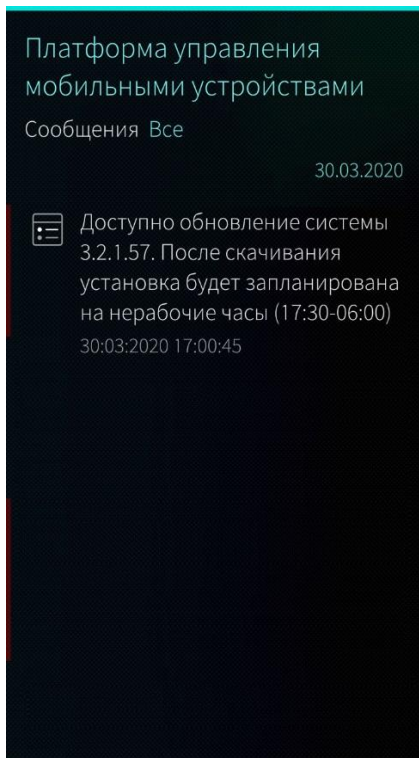 Платформа управления
мобильными устройствами
Сообщения Все
30.03.2020
Доступно обновление системы
3.2.1.57. После скачивания
установка будет запланирована
на нерабочие часы (17:30-06:00)
30:03:2020 17:00:45